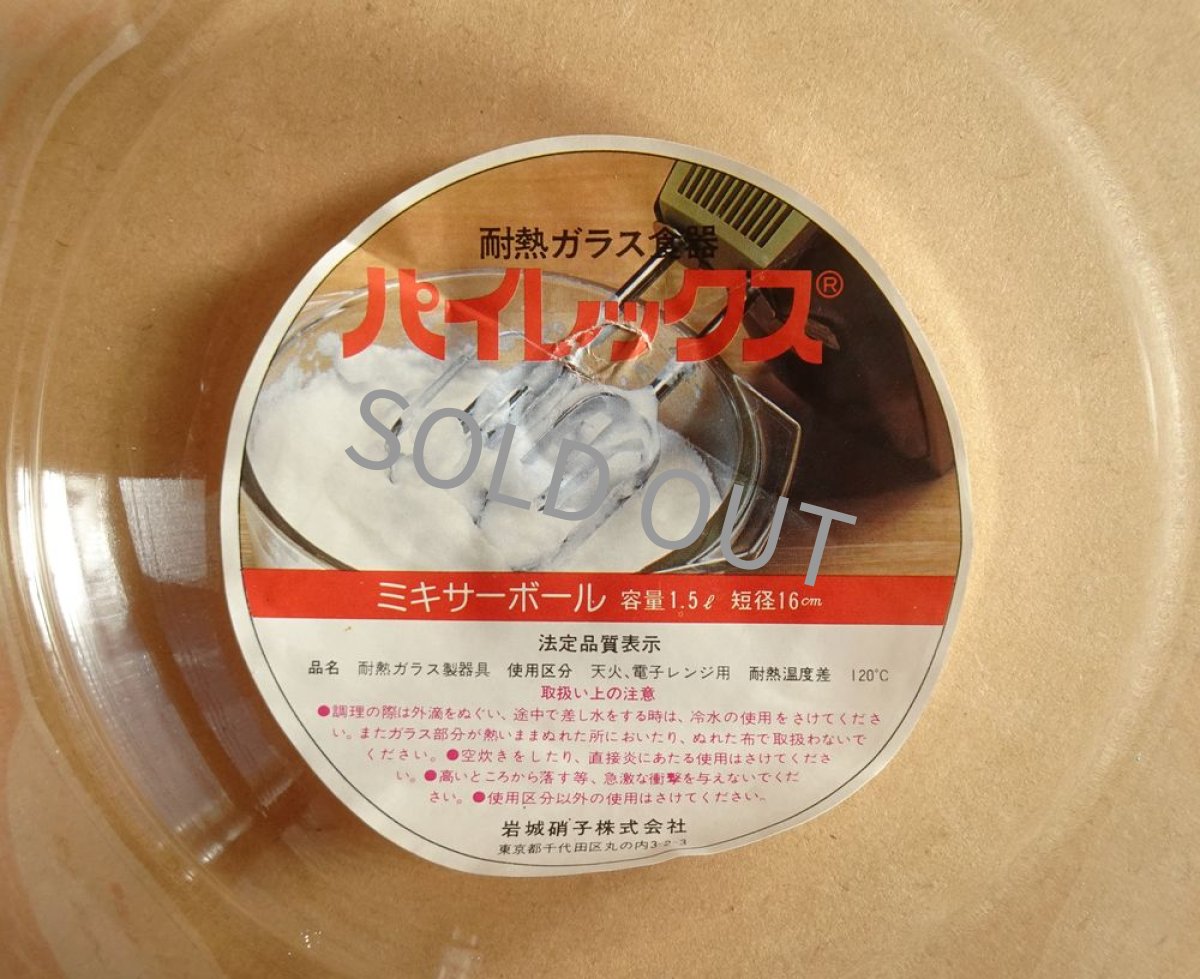 耐熱ガラス食器
パイレックス®
SOLD OUT
ミキサーボール 容量1.5ℓ 短径16cm
法定品質表示
品名 耐熱ガラス製器具 使用区分 天火、電子レンジ用 耐熱温度差 120°C
取扱い上の注意
●調理の際は外滴をぬぐい、途中で差し水をする時は、冷水の使用をさけてくださ
い。またガラス部分が熱いままぬれた所においたり、ぬれた布で取扱わないで
ください。●空炊きをしたり、直接炎にあたる使用はさけてくださ
い。●高いところから落す等、急激な衝撃を与えないでくだ
さい。●使用区分以外の使用はさけてください。
岩城硝子株式会社
東京都千代田区丸の内3-2-3